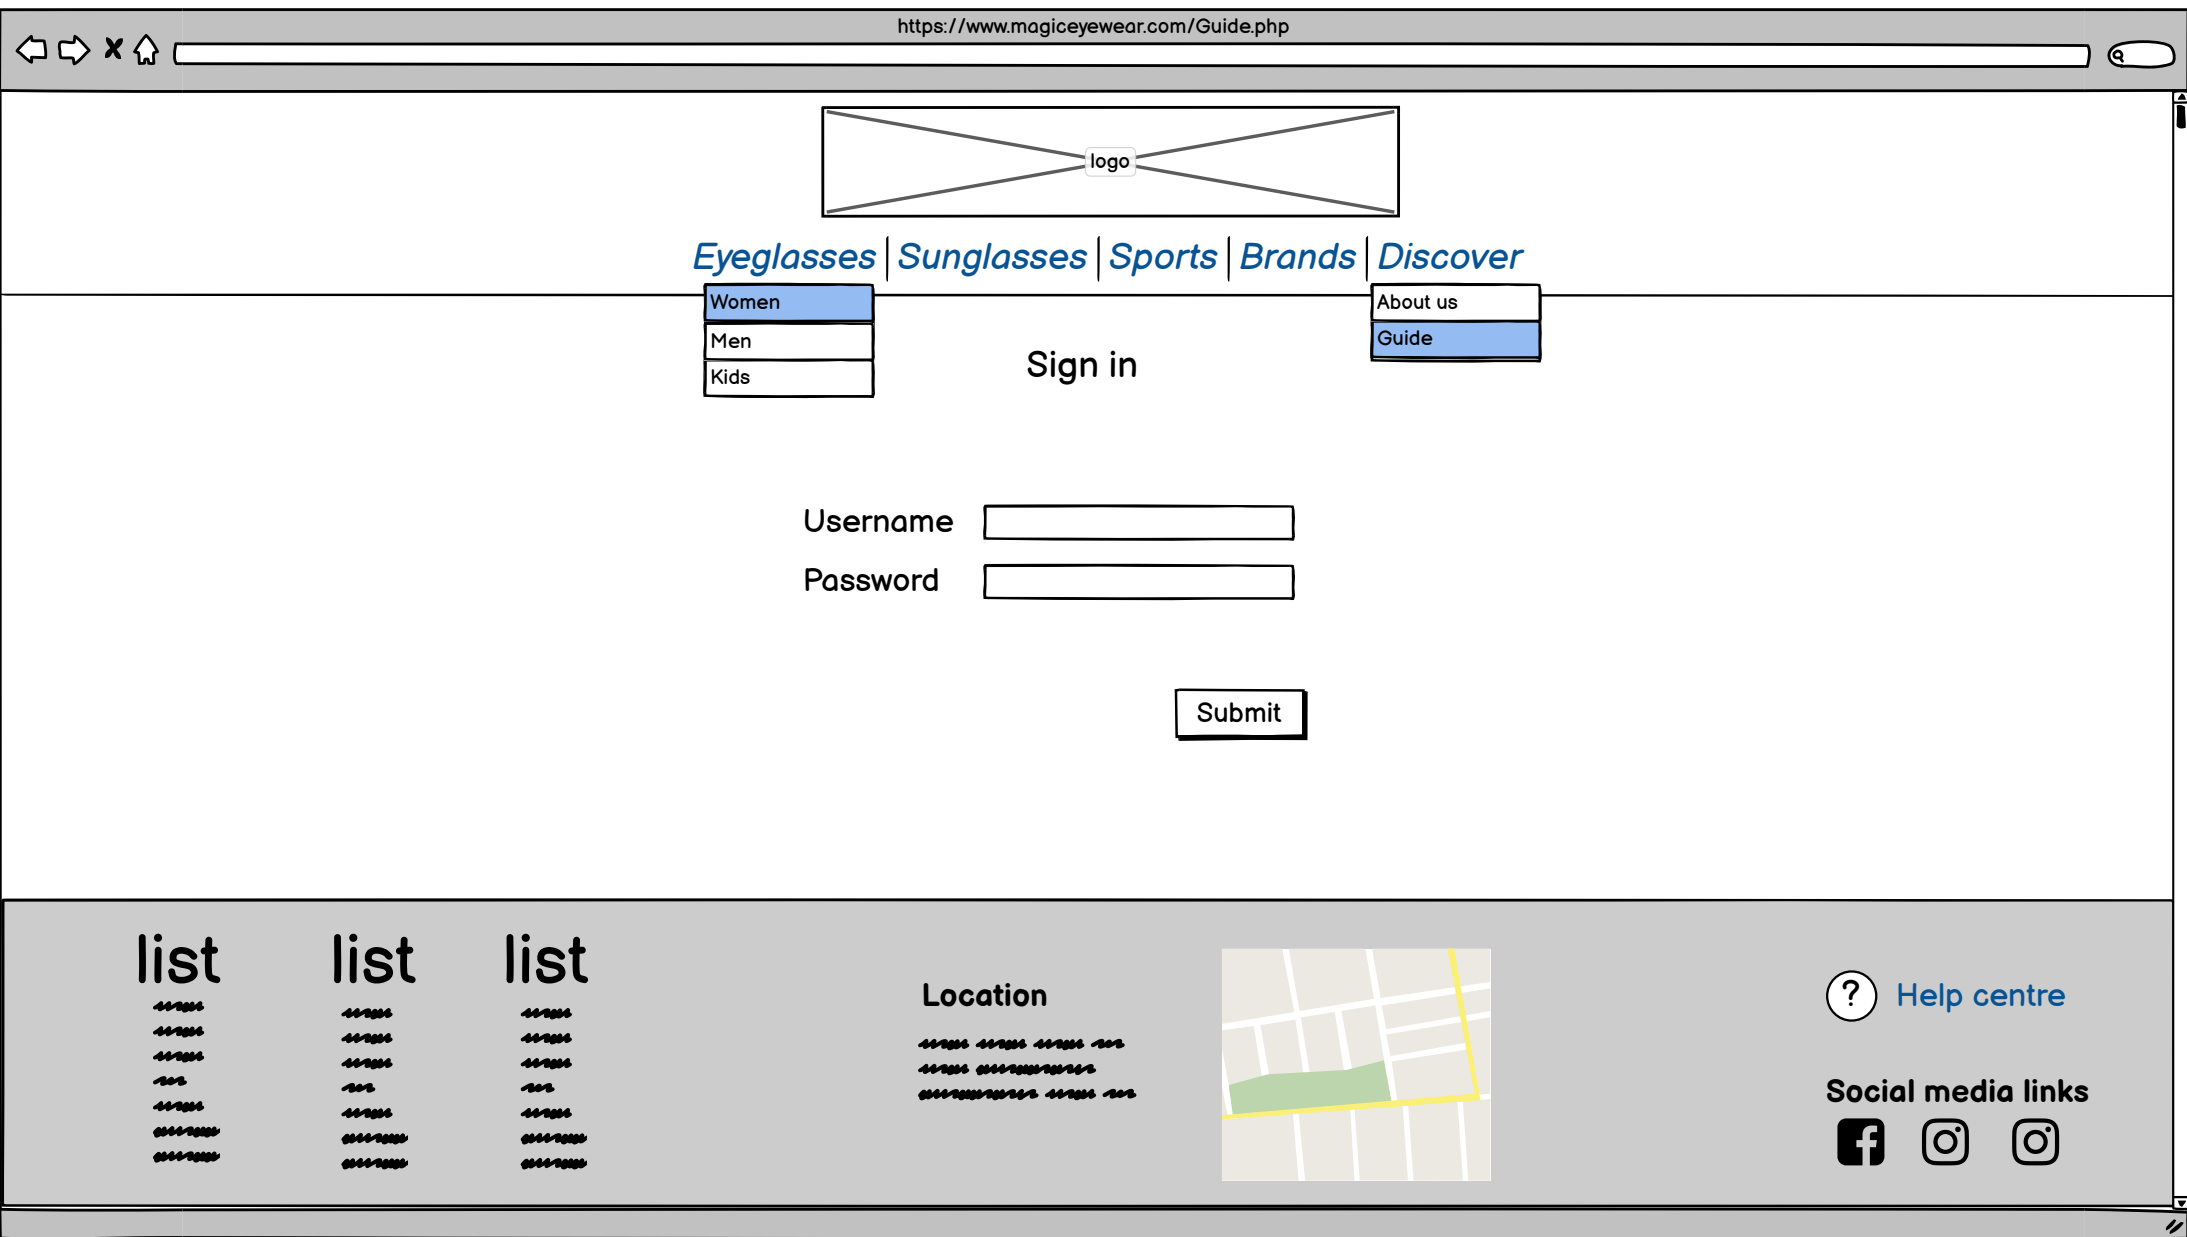 https://www.magiceyewear.com/Guide.php
logo
Eyeglasses Sunglasses Sports Brands Discover
Women
Men
Kids
About us
Guide
Sign in
Username
Password
Submit
list list list
Location
? Help centre
Social media links